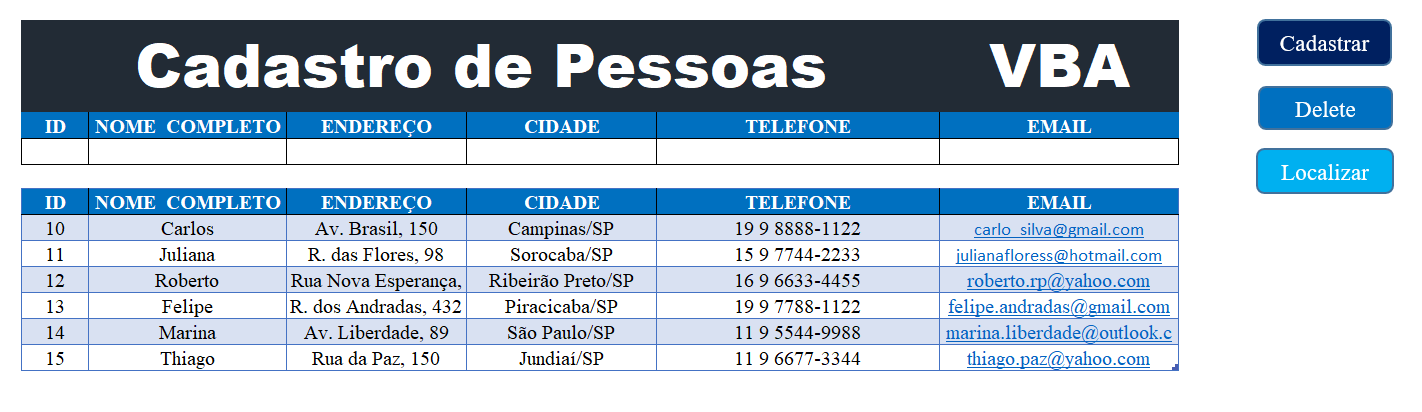 Cadastro de Pessoas VBA
Cadastrar
Delete
Localizar
ID NOME COMPLETO ENDEREÇO CIDADE TELEFONE EMAIL
ID NOME COMPLETO ENDEREÇO CIDADE TELEFONE EMAIL
10 Carlos Av. Brasil, 150 Campinas/SP 19 9 8888-1122 carlo_silva@gmail.com
11 Juliana R. das Flores, 98 Sorocaba/SP 15 9 7744-2233 julianafloress@hotmail.com
12 Roberto Rua Nova Esperança, Ribeirão Preto/SP 16 9 6633-4455 roberto.rp@yahoo.com
13 Felipe R. dos Andradas, 432 Piracicaba/SP 19 9 7788-1122 felipe.andradas@gmail.com
14 Marina Av. Liberdade, 89 São Paulo/SP 11 9 5544-9988 marina.liberdade@outlook.c
15 Thiago Rua da Paz, 150 Jundiaí/SP 11 9 6677-3344 thiago.paz@yahoo.com